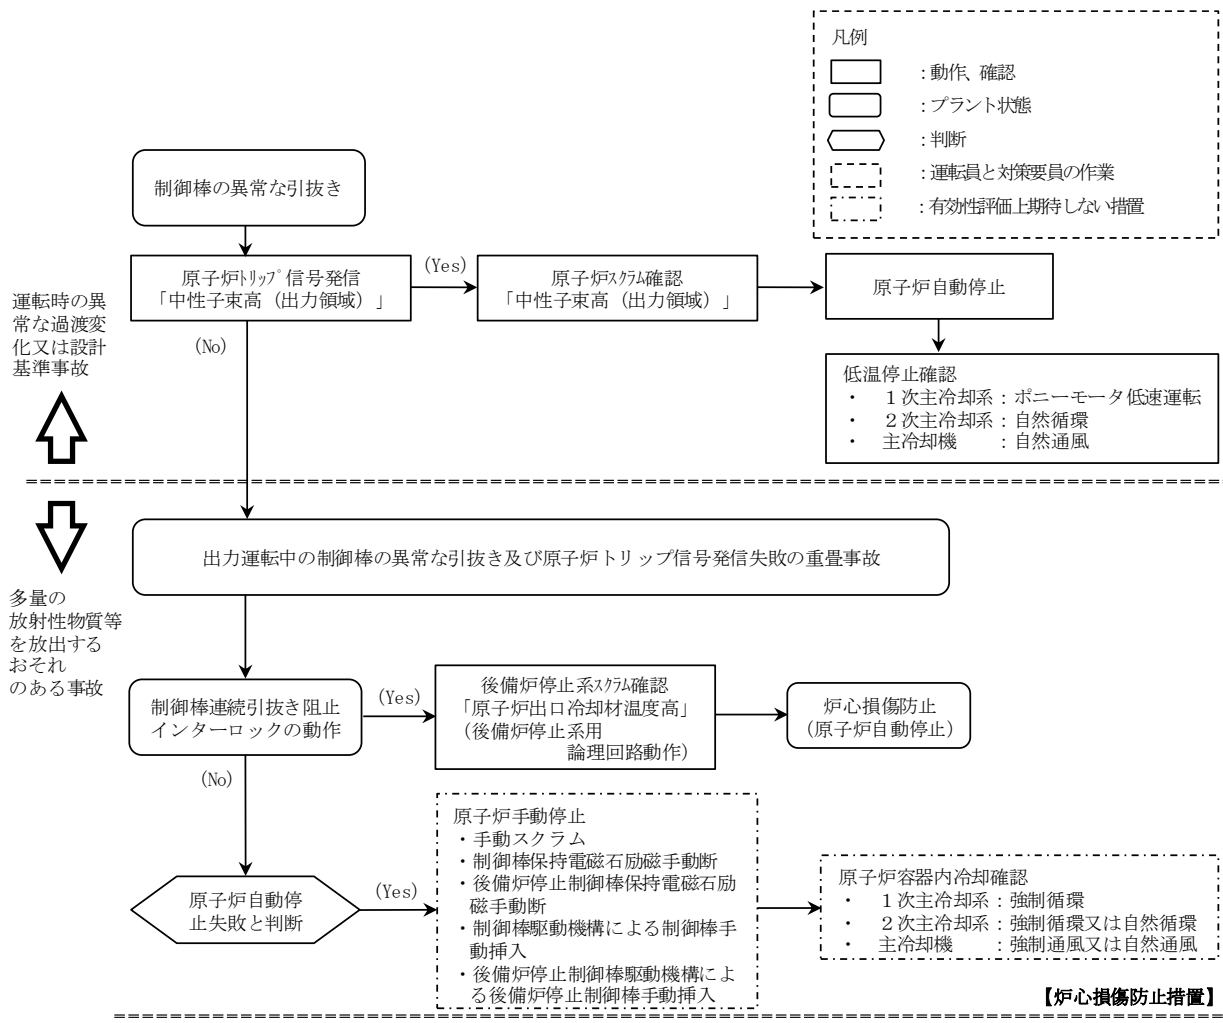 凡例
：動作、確認
：プラント状態
：判断
：運転員と対策要員の作業
：有効性評価上期待しない措置
制御棒の異常な引抜き
原子炉ﾄﾘｯﾌﾟ信号発信
「中性子束高（出力領域）」
(Yes)
原子炉ｽｸﾗﾑ確認
「中性子束高（出力領域）」
原子炉自動停止
(No)
運転時の異
常な過渡変
化又は設計
基準事故
低温停止確認
・　１次主冷却系：ポニーモータ低速運転
・　２次主冷却系：自然循環
・　主冷却機　　：自然通風
出力運転中の制御棒の異常な引抜き及び原子炉トリップ信号発信失敗の重畳事故
多量の
放射性物質等
を放出する
おそれ
のある事故
制御棒連続引抜き阻止
インターロックの動作
(Yes)
後備炉停止系ｽｸﾗﾑ確認
「原子炉出口冷却材温度高」
（後備炉停止系用
論理回路動作）
炉心損傷防止
（原子炉自動停止）
(No)
原子炉自動停
止失敗と判断
(Yes)
原子炉手動停止
・手動スクラム
・制御棒保持電磁石励磁手動断
・後備炉停止制御棒保持電磁石励
磁手動断
・制御棒駆動機構による制御棒手
動挿入
・後備炉停止制御棒駆動機構によ
る後備炉停止制御棒手動挿入
原子炉容器内冷却確認
・　１次主冷却系：強制循環
・　２次主冷却系：強制循環又は自然循環
・　主冷却機　　：強制通風又は自然通風
【炉心損傷防止措置】